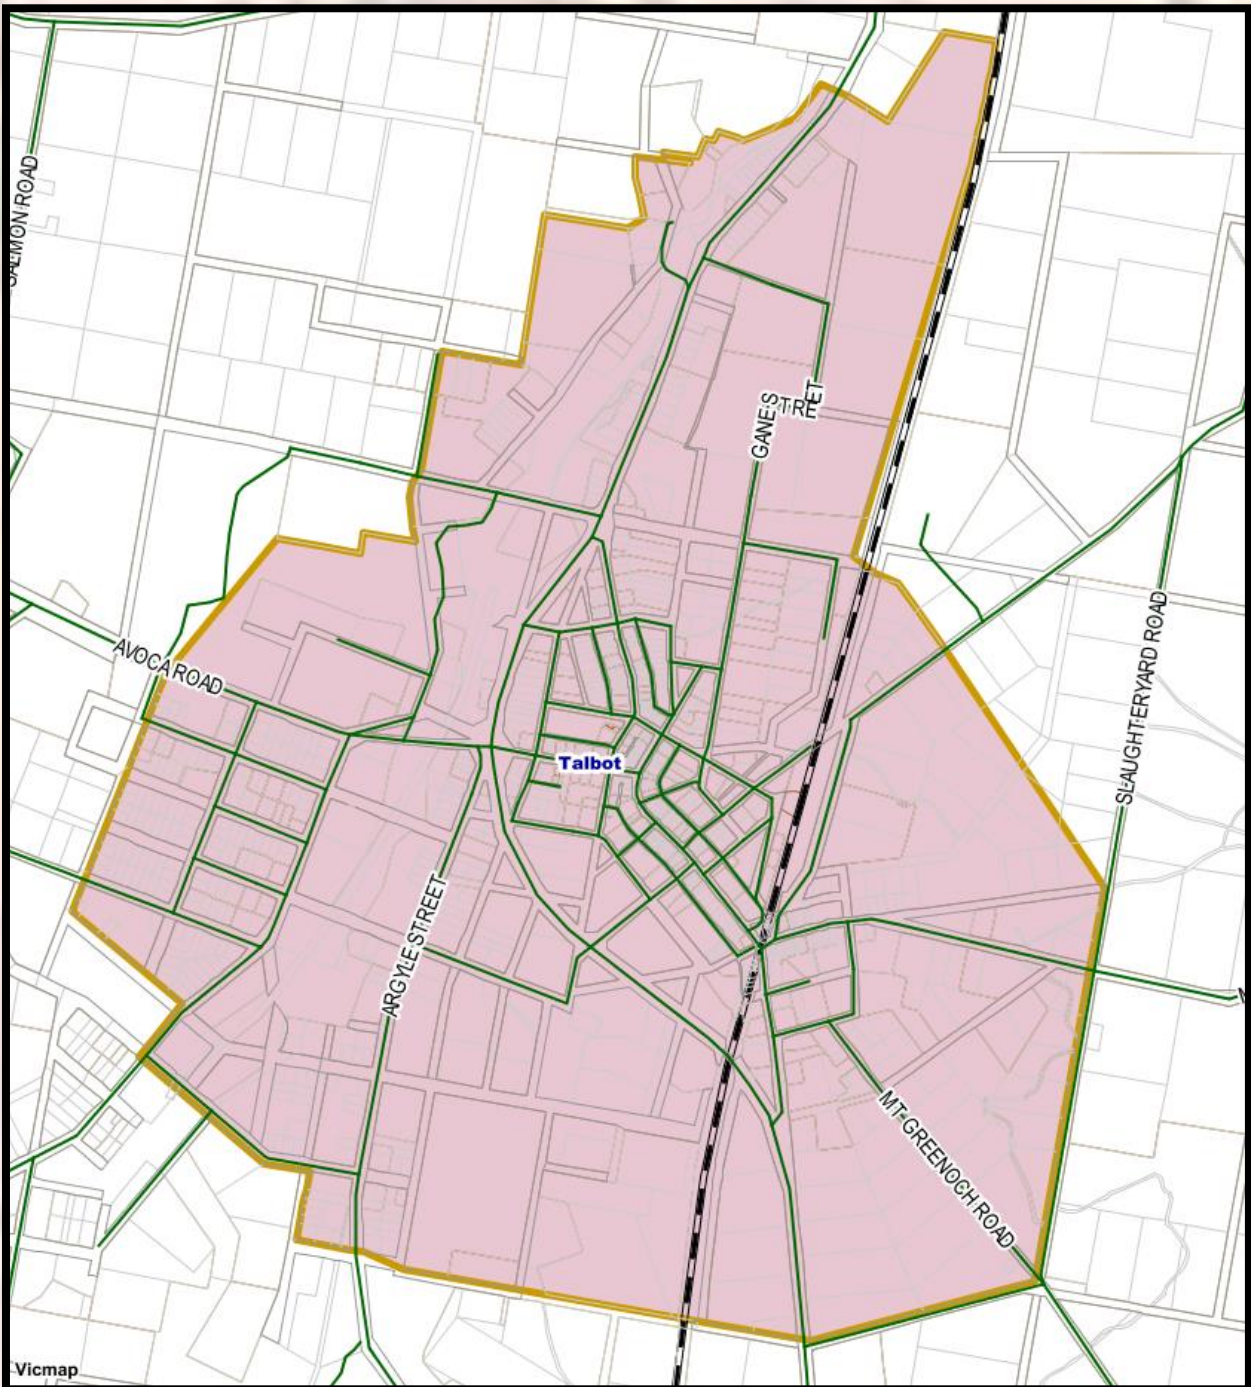 SALMON ROAD
GANE STREET
AVOCA ROAD
SLAUGHTERYARD ROAD
Talbot
ARGYLE STREET
MT GREENOCH ROAD
Vicmap